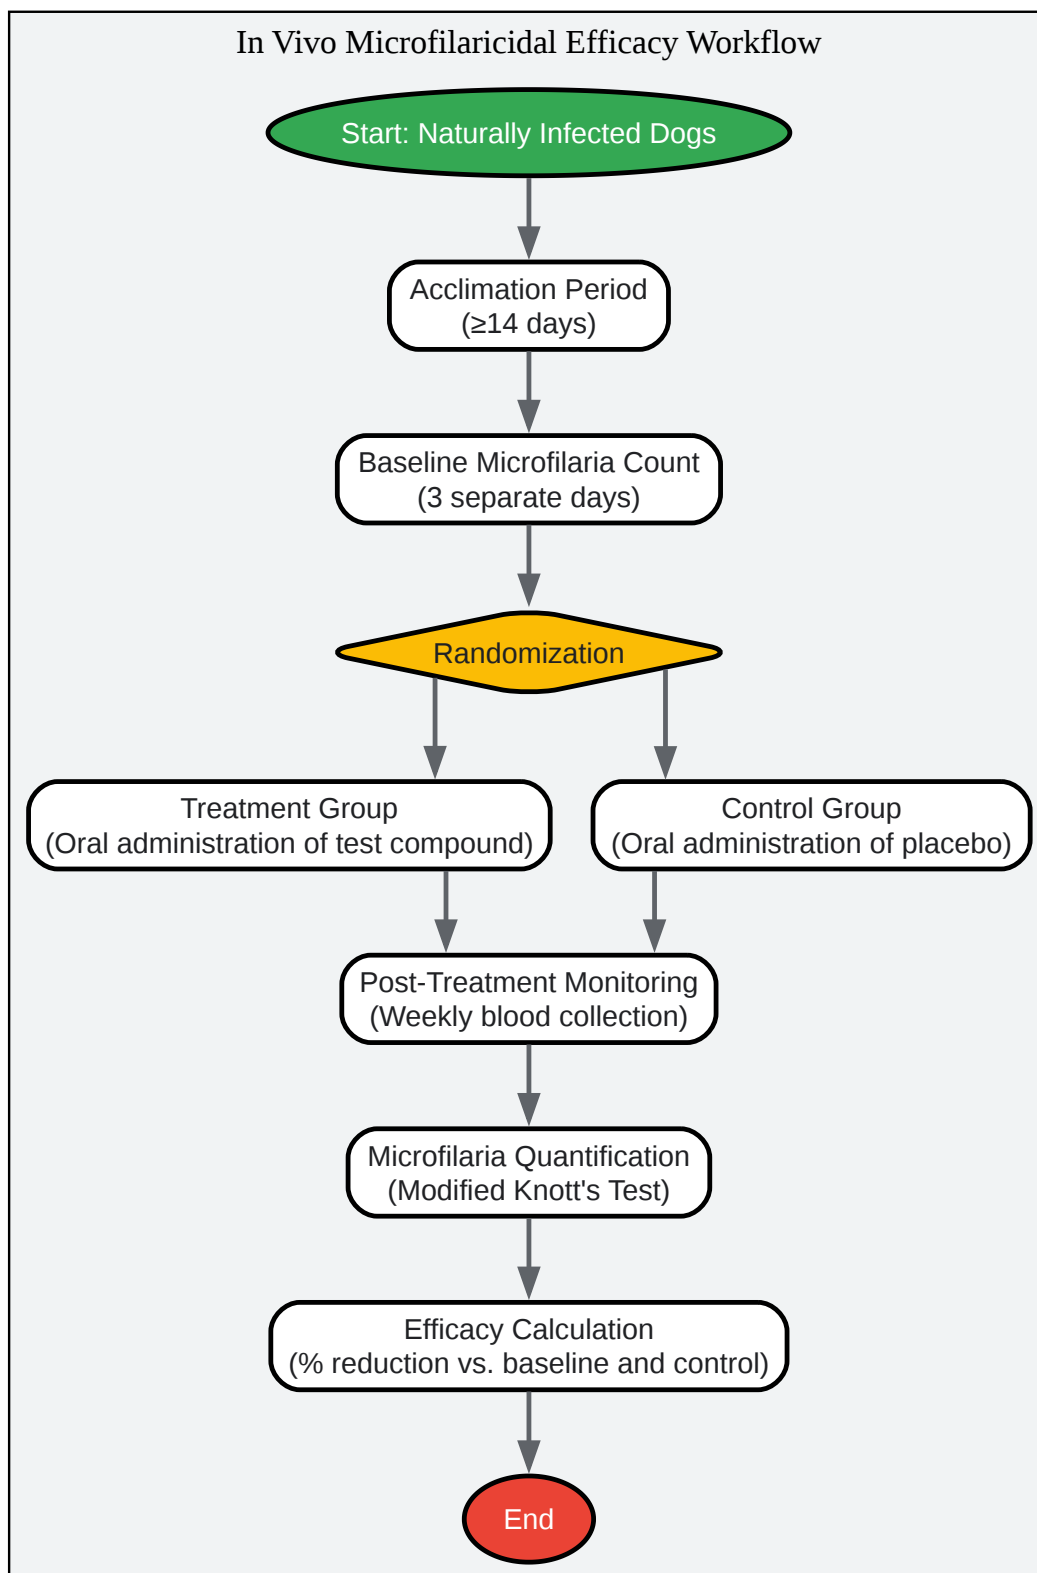 In Vivo Microfilaricidal Efficacy Workflow
Start: Naturally Infected Dogs
Acclimation Period
(≥14 days)
Baseline Microfilaria Count
(3 separate days)
Randomization
Treatment Group
(Oral administration of test compound)
Control Group
(Oral administration of placebo)
Post-Treatment Monitoring
(Weekly blood collection)
Microfilaria Quantification
(Modified Knott's Test)
Efficacy Calculation
(% reduction vs. baseline and control)
End